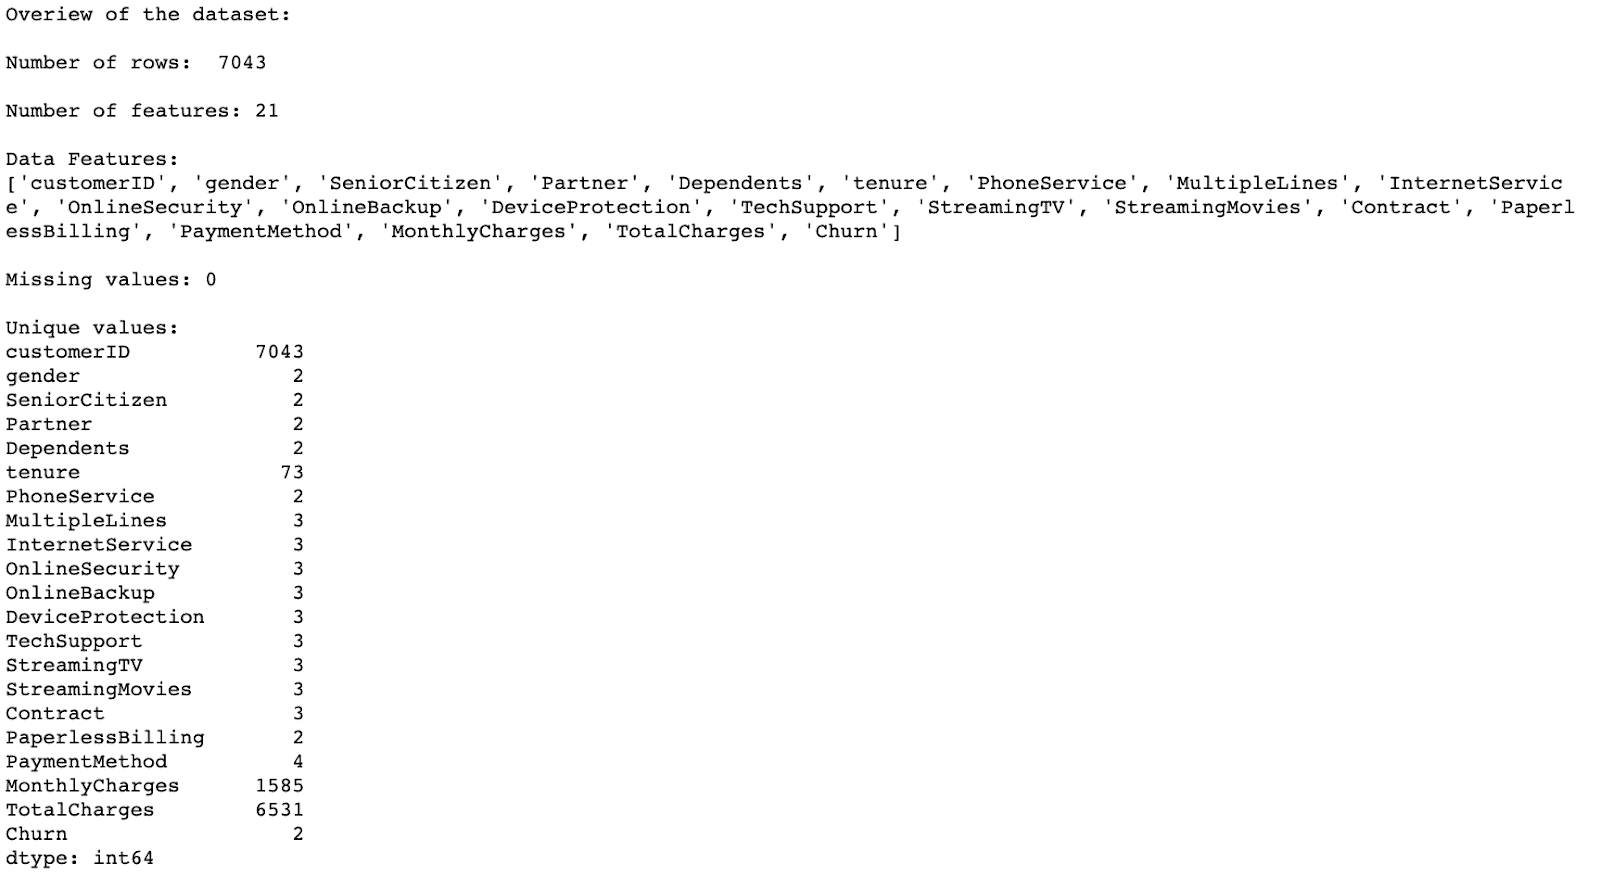 Overiew of the dataset:
Number of rows:  7043
Number of features: 21
Data Features:
['customerID', 'gender', 'SeniorCitizen', 'Partner', 'Dependents', 'tenure', 'PhoneService', 'MultipleLines', 'InternetServic
e', 'OnlineSecurity', 'OnlineBackup', 'DeviceProtection', 'TechSupport', 'StreamingTV', 'StreamingMovies', 'Contract', 'Paperl
essBilling', 'PaymentMethod', 'MonthlyCharges', 'TotalCharges', 'Churn']
Missing values: 0
Unique values:
customerID          7043
gender                 2
SeniorCitizen          2
Partner                2
Dependents             2
tenure                73
PhoneService           2
MultipleLines          3
InternetService        3
OnlineSecurity         3
OnlineBackup           3
DeviceProtection       3
TechSupport            3
StreamingTV            3
StreamingMovies        3
Contract               3
PaperlessBilling       2
PaymentMethod          4
MonthlyCharges      1585
TotalCharges        6531
Churn                  2
dtype: int64